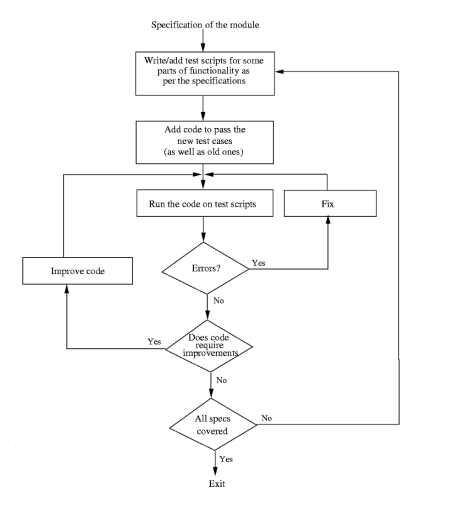 Specification of the module
Write/add test scripts for some
parts of functionality as
per the specifications
Add code to pass the
new test cases
(as well as old ones)
Run the code on test scripts
Fix
Errors?
Yes
Improve code
No
Does code
require
improvements
Yes
No
All specs
covered
No
Yes
Exit